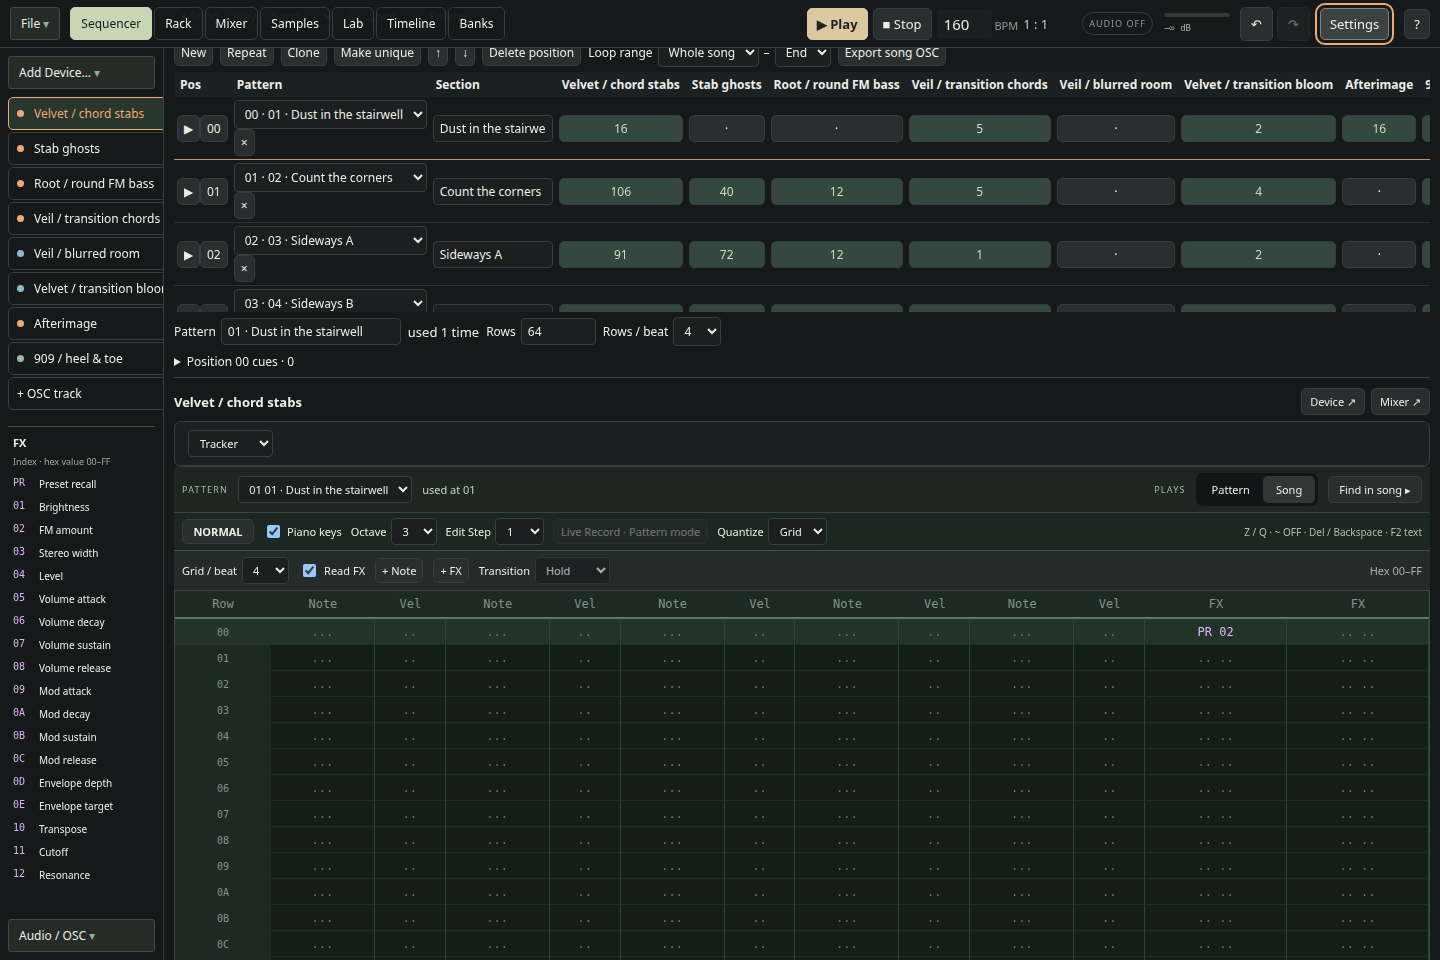 File ▾ Sequencer Rack Mixer Samples Lab Timeline Banks ▶ Play ■ Stop 160 BPM 1 : 1 AUDIO OFF −∞ dB ↶ ↷ Settings ?
Add Device... ▾
Velvet / chord stabs
Stab ghosts
Root / round FM bass
Veil / transition chords
Veil / blurred room
Velvet / transition bloor
Afterimage
909 / heel & toe
+ OSC track
FX
Index · hex value 00–FF
PR Preset recall
01 Brightness
02 FM amount
03 Stereo width
04 Level
05 Volume attack
06 Volume decay
07 Volume sustain
08 Volume release
09 Mod attack
0A Mod decay
0B Mod sustain
0C Mod release
0D Envelope depth
0E Envelope target
10 Transpose
11 Cutoff
12 Resonance
Audio / OSC ▾
New Repeat Clone Make unique ↑ ↓ Delete position Loop range Whole song – End Export song OSC
Pos Pattern Section Velvet / chord stabs Stab ghosts Root / round FM bass Veil / transition chords Veil / blurred room Velvet / transition bloom Afterimage 9
▶ 00 00 · 01 · Dust in the stairwell × Dust in the stairwe 16 · · 5 · 2 16
▶ 01 01 · 02 · Count the corners × Count the corners 106 40 12 5 · 4 ·
▶ 02 02 · 03 · Sideways A × Sideways A 91 72 12 1 · 2 ·
03 · 04 · Sideways B
Pattern 01 · Dust in the stairwell used 1 time Rows 64 Rows / beat 4
▶ Position 00 cues · 0
Velvet / chord stabs Device ↗ Mixer ↗
Tracker
PATTERN 01 01 · Dust in the stairwell used at 01 PLAYS Pattern Song Find in song ▸
NORMAL Piano keys Octave 3 Edit Step 1 Live Record · Pattern mode Quantize Grid Z / Q · ~ OFF · Del / Backspace · F2 text
Grid / beat 4 Read FX + Note + FX Transition Hold Hex 00–FF
Row Note Vel Note Vel Note Vel Note Vel Note Vel FX FX
00 ... .. ... .. ... .. ... .. ... .. PR 02 .. ..
01 ... .. ... .. ... .. ... .. ... .. .. .. .. ..
02 ... .. ... .. ... .. ... .. ... .. .. .. .. ..
03 ... .. ... .. ... .. ... .. ... .. .. .. .. ..
04 ... .. ... .. ... .. ... .. ... .. .. .. .. ..
05 ... .. ... .. ... .. ... .. ... .. .. .. .. ..
06 ... .. ... .. ... .. ... .. ... .. .. .. .. ..
07 ... .. ... .. ... .. ... .. ... .. .. .. .. ..
08 ... .. ... .. ... .. ... .. ... .. .. .. .. ..
09 ... .. ... .. ... .. ... .. ... .. .. .. .. ..
0A ... .. ... .. ... .. ... .. ... .. .. .. .. ..
0B ... .. ... .. ... .. ... .. ... .. .. .. .. ..
0C ... .. ... .. ... .. ... .. ... .. .. .. .. ..